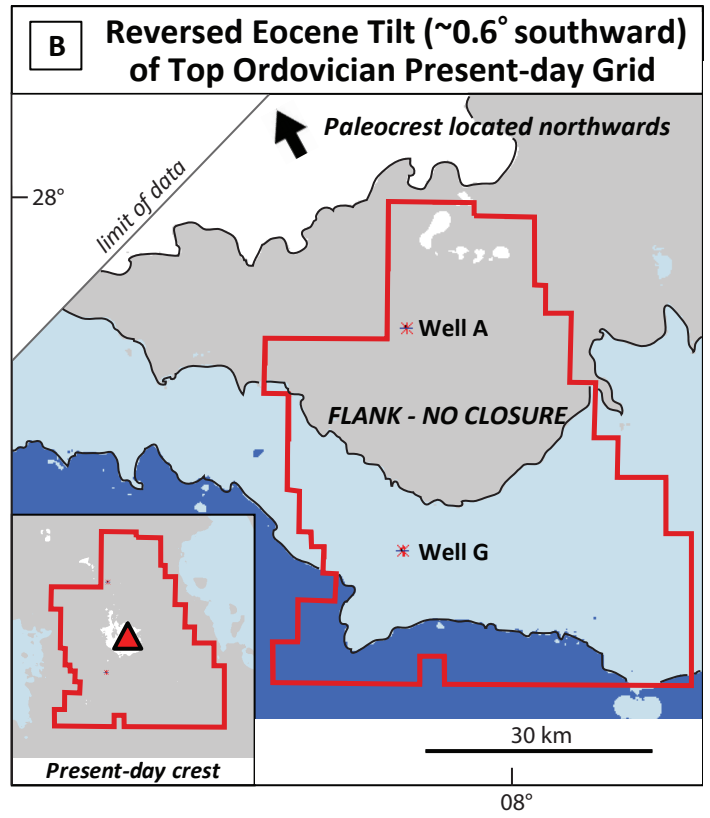 B
Reversed Eocene Tilt (~0.6° southward)
of Top Ordovician Present-day Grid
Paleocrest located northwards
28°
limit of data
Well A
FLANK - NO CLOSURE
Well G
30 km
Present-day crest
08°